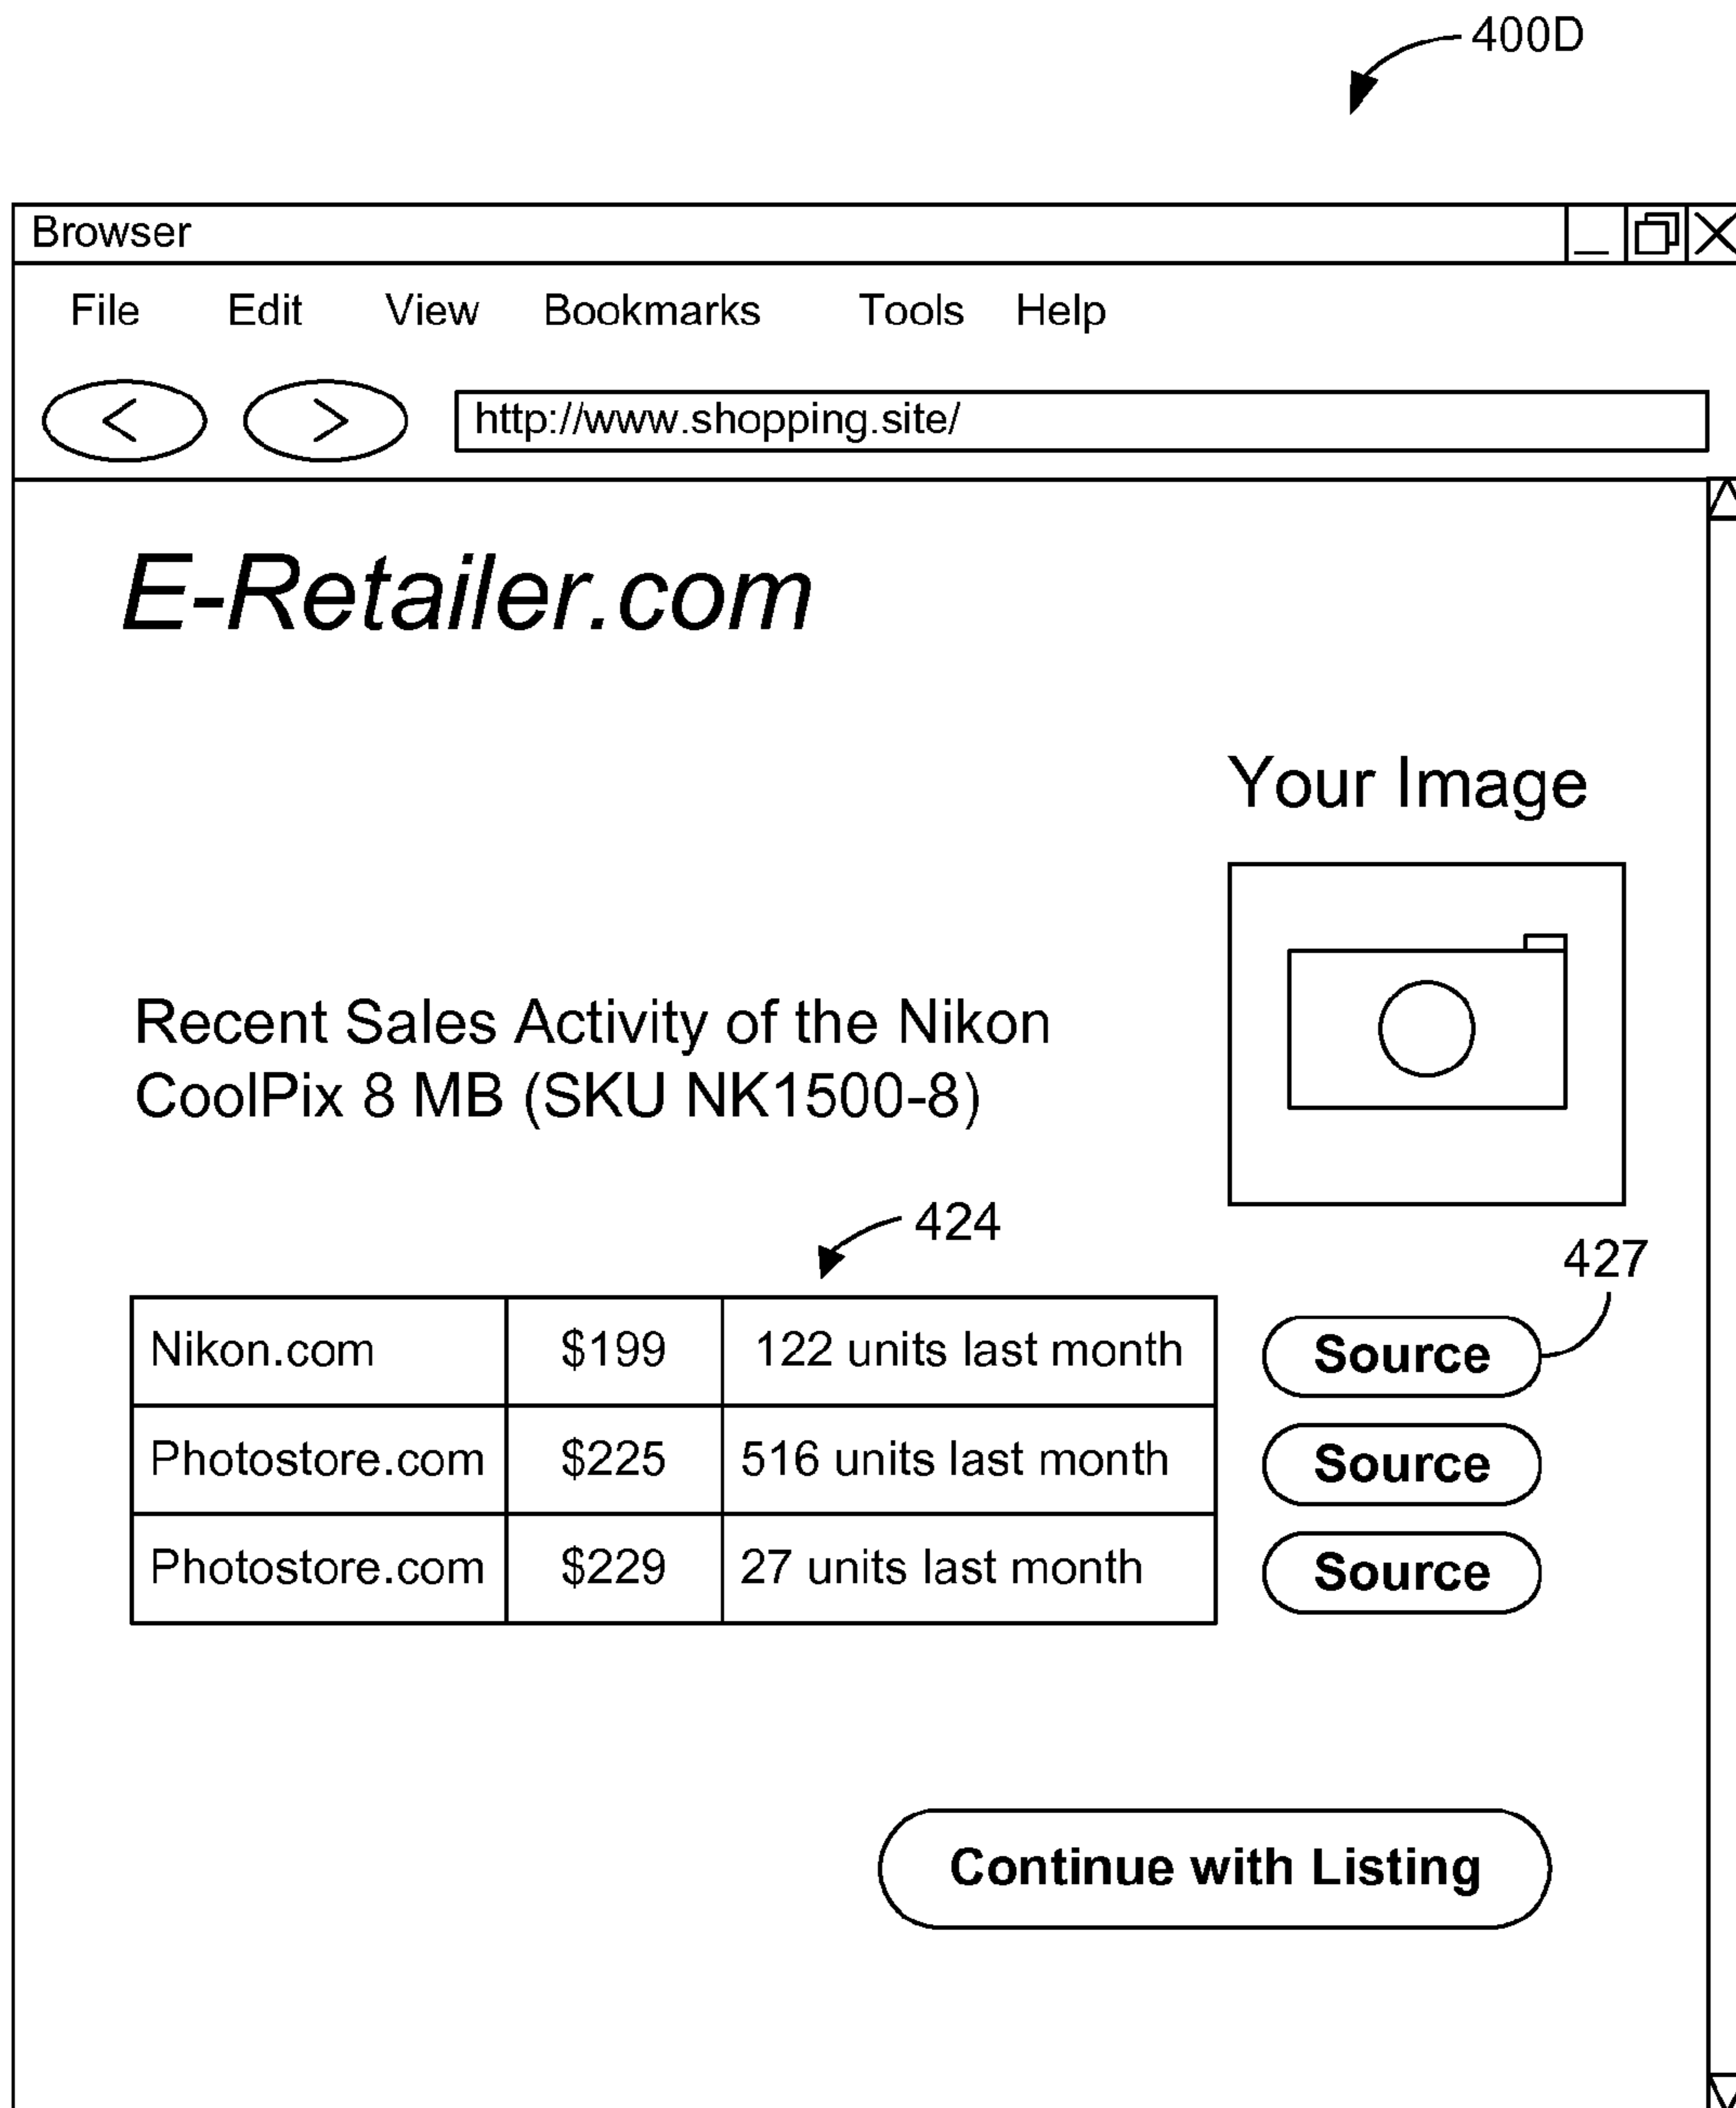 400D
Browser
File Edit View Bookmarks Tools Help
< > http://www.shopping.site/
E-Retailer.com
Your Image
Recent Sales Activity of the Nikon
CoolPix 8 MB (SKU NK1500-8)
424
427
Nikon.com $199 122 units last month Source
Photostore.com $225 516 units last month Source
Photostore.com $229 27 units last month Source
Continue with Listing